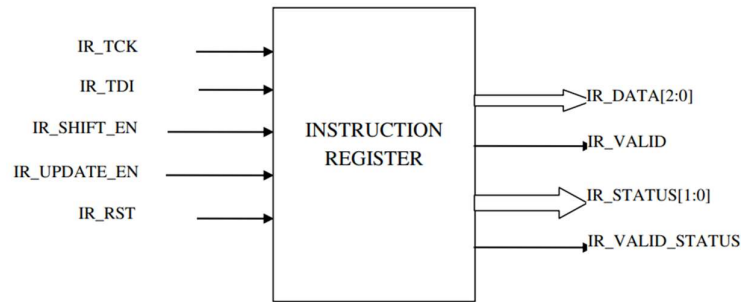 IR_TCK
IR_TDI
IR_SHIFT_EN
IR_UPDATE_EN
IR_RST
INSTRUCTION
REGISTER
IR_DATA[2:0]
IR_VALID
IR_STATUS[1:0]
IR_VALID_STATUS